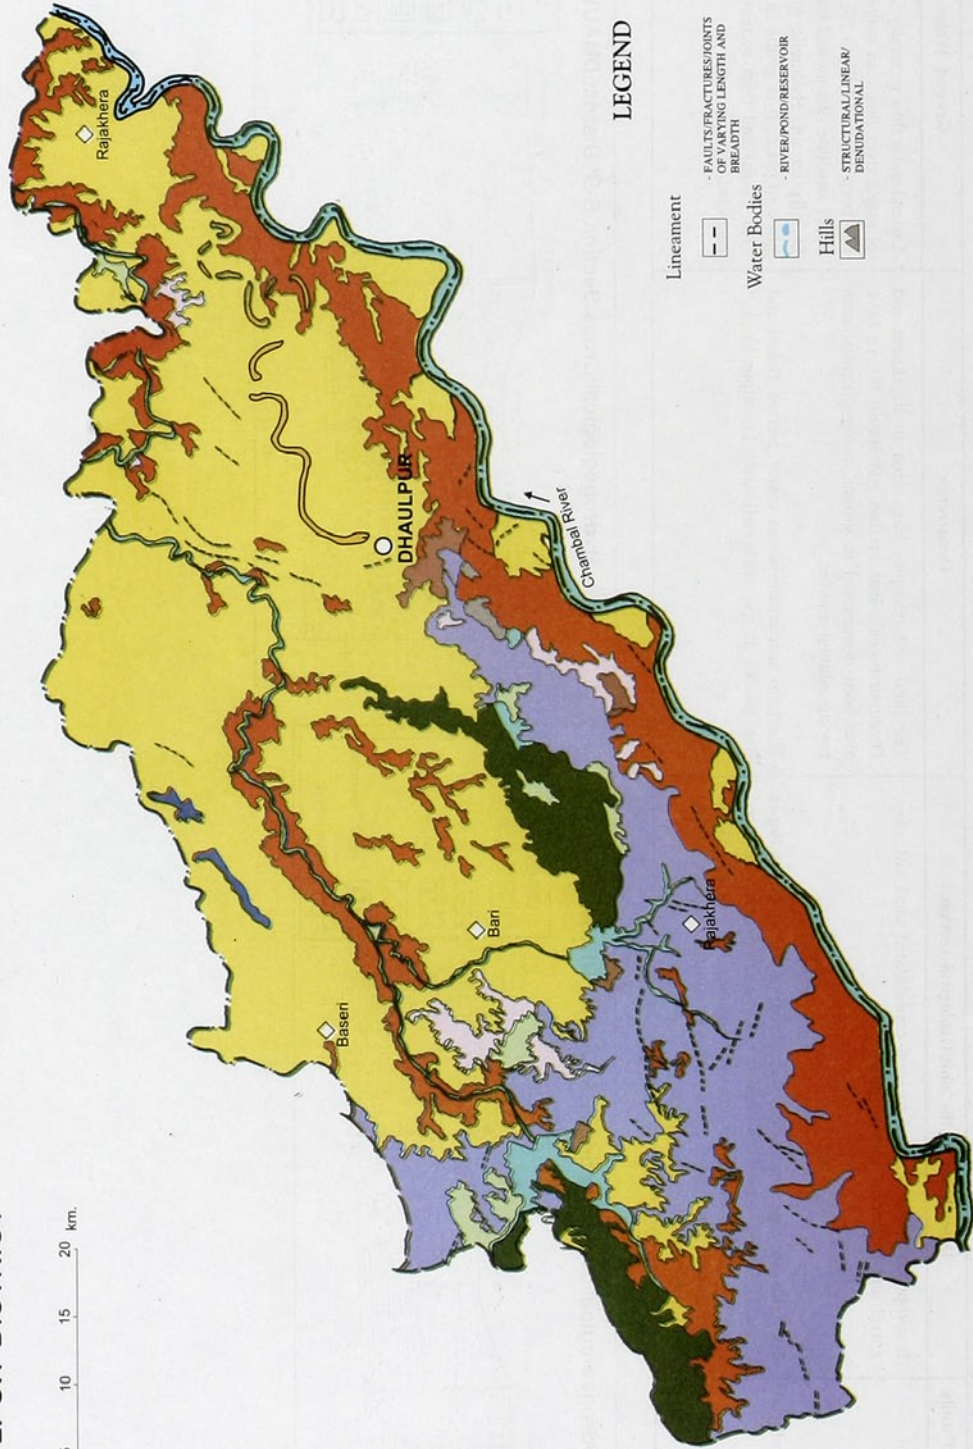 Rajakhera
DHAULPUR
Chambal River
Bari
Baseri
Rajakhera
20
km.
15
10
LEGEND
Lineament
- FAULTS/FRACTURES/JOINTS
OF VARYING LENGTH AND
BREADTH
Water Bodies
- RIVER/POND/RESERVOIR
Hills
- STRUCTURAL/LINEAR/
DENUDATIONAL